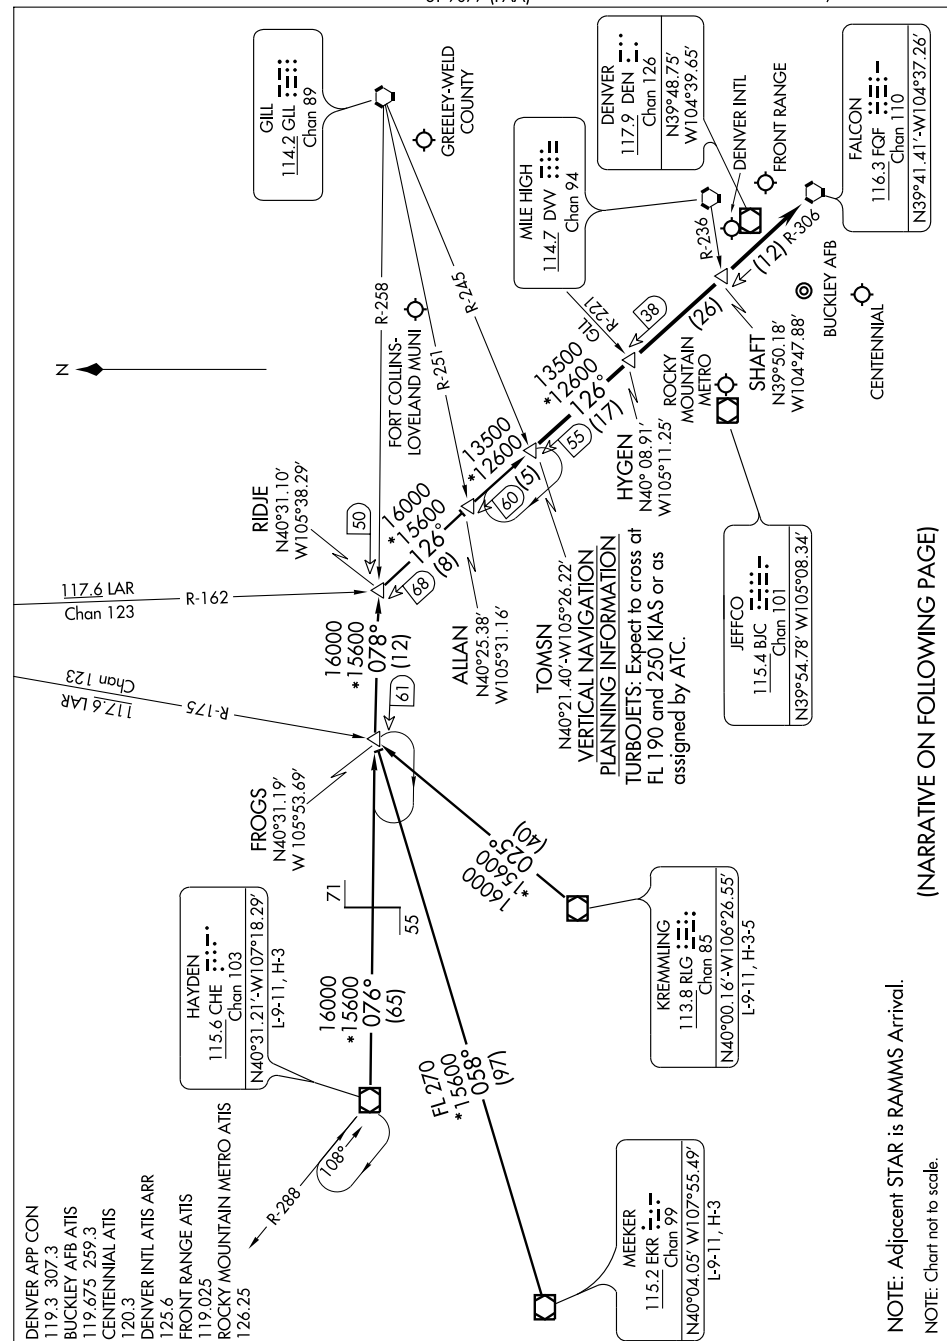 DENVER APP CON
119.3 307.3
BUCKLEY AFB ATIS
119.675 259.3
CENTENNIAL ATIS
120.3
DENVER INTL ATIS ARR
125.6
FRONT RANGE ATIS
119.025
ROCKY MOUNTAIN METRO ATIS
126.25
R-288
108°
HAYDEN
115.6 CHE
Chan 103
N40°31.21'-W107°18.29'
L-9-11, H-3
MEEKER
115.2 EKR
Chan 99
N40°04.05' W107°55.49'
L-9-11, H-3
KREMMLING
113.8 RLG
Chan 85
N40°00.16'-W106°26.55'
L-9-11, H-3-5
16000
*15600
076°
(65)
71
55
FL 270
*15600
058°
(97)
16000
*15600
025°
(40)
FROGS
N40°31.19'
W 105°53.69'
61
117.6 LAR
Chan 123
R-175
117.6 LAR
Chan 123
R-192
16000
*15600
078°
(12)
RIDJE
N40°31.10'
W105°38.29'
50
68
16000
*15600
126°
(8)
ALLAN
N40°25.38'
W105°31.16'
60
13500
*12600
(5)
TOMSN
N40°21.40'-W105°26.22'
VERTICAL NAVIGATION
PLANNING INFORMATION
TURBOJETS: Expect to cross at
FL 190 and 250 KIAS or as
assigned by ATC.
55
13500
*12600
126°
(17)
HYGEN
N40° 08.91'
W105°11.25'
38
(26)
GLL
R-221
N
FORT COLLINS-
LOVELAND MUNI
R-258
R-251
R-245
GILL
114.2 GLL
Chan 89
GREELEY-WELD
COUNTY
MILE HIGH
114.7 DVV
Chan 94
R-236
DENVER
117.9 DEN
Chan 126
N39°48.75'
W104°39.65'
DENVER INTL
FRONT RANGE
SHAFT
N39°50.18'
W104°47.88'
(12)
R-306
FALCON
116.3 FQF
Chan 110
N39°41.41'-W104°37.26'
BUCKLEY AFB
CENTENNIAL
ROCKY
MOUNTAIN
METRO
JEFFCO
115.4 BJC
Chan 101
N39°54.78' W105°08.34'
(NARRATIVE ON FOLLOWING PAGE)
NOTE: Adjacent STAR is RAMMS Arrival.
NOTE: Chart not to scale.